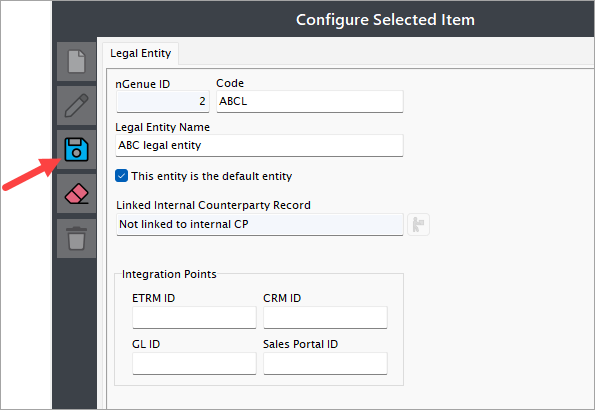 Configure Selected Item
Legal Entity
nGenue ID Code
2 ABCL
Legal Entity Name
ABC legal entity
This entity is the default entity
Linked Internal Counterparty Record
Not linked to internal CP
Integration Points
ETRM ID CRM ID
GL ID Sales Portal ID